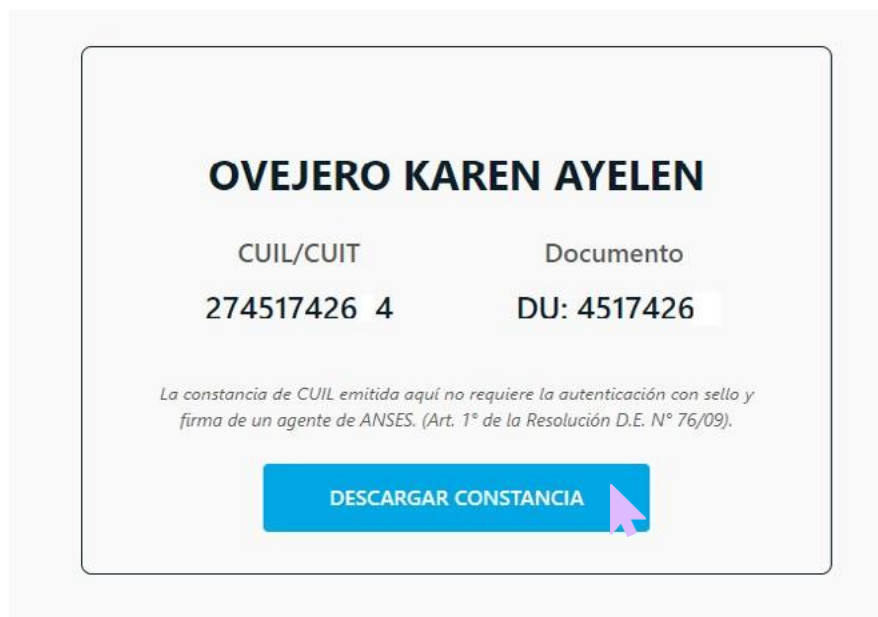 OVEJERO KAREN AYELEN
CUIL/CUIT Documento
274517426 4 DU: 4517426
La constancia de CUIL emitida aquí no requiere la autenticación con sello y
firma de un agente de ANSES. (Art. 1° de la Resolución D.E. N° 76/09).
DESCARGAR CONSTANCIA